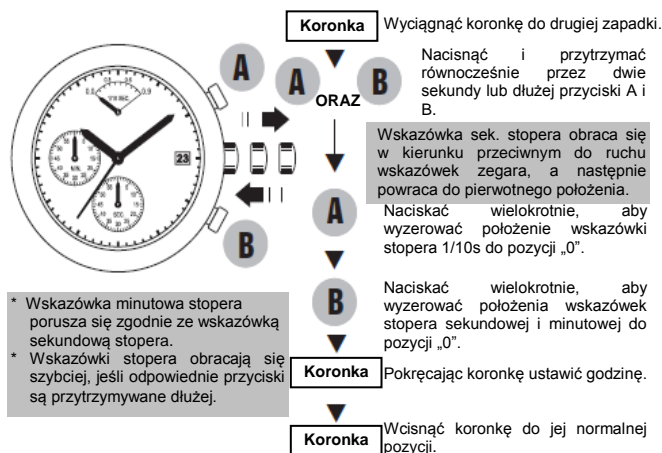 Koronka
Wyciągnąć koronkę do drugiej zapadki.
A
A
ORAZ
B
Nacisnąć i przytrzymać
równocześnie przez dwie
sekundy lub dłużej przyciski A i
B.
Wskazówka sek. stopera obraca się
w kierunku przeciwnym do ruchu
wskazówek zegara, a następnie
powraca do pierwotnego położenia.
23
B
A
Naciskać wielokrotnie, aby
wyzerować położenie wskazówki
stopera 1/10s do pozycji „0”.
B
Naciskać wielokrotnie, aby
wyzerować położenia wskazówek
stopera sekundowej i minutowej do
pozycji „0”.
* Wskazówka minutowa stopera
porusza się zgodnie ze wskazówką
sekundową stopera.
* Wskazówki stopera obracają się
szybciej, jeśli odpowiednie przyciski
są przytrzymywane dłużej.
Koronka
Pokręcając koronkę ustawić godzinę.
Koronka
Wcisnąć koronkę do jej normalnej
pozycji.